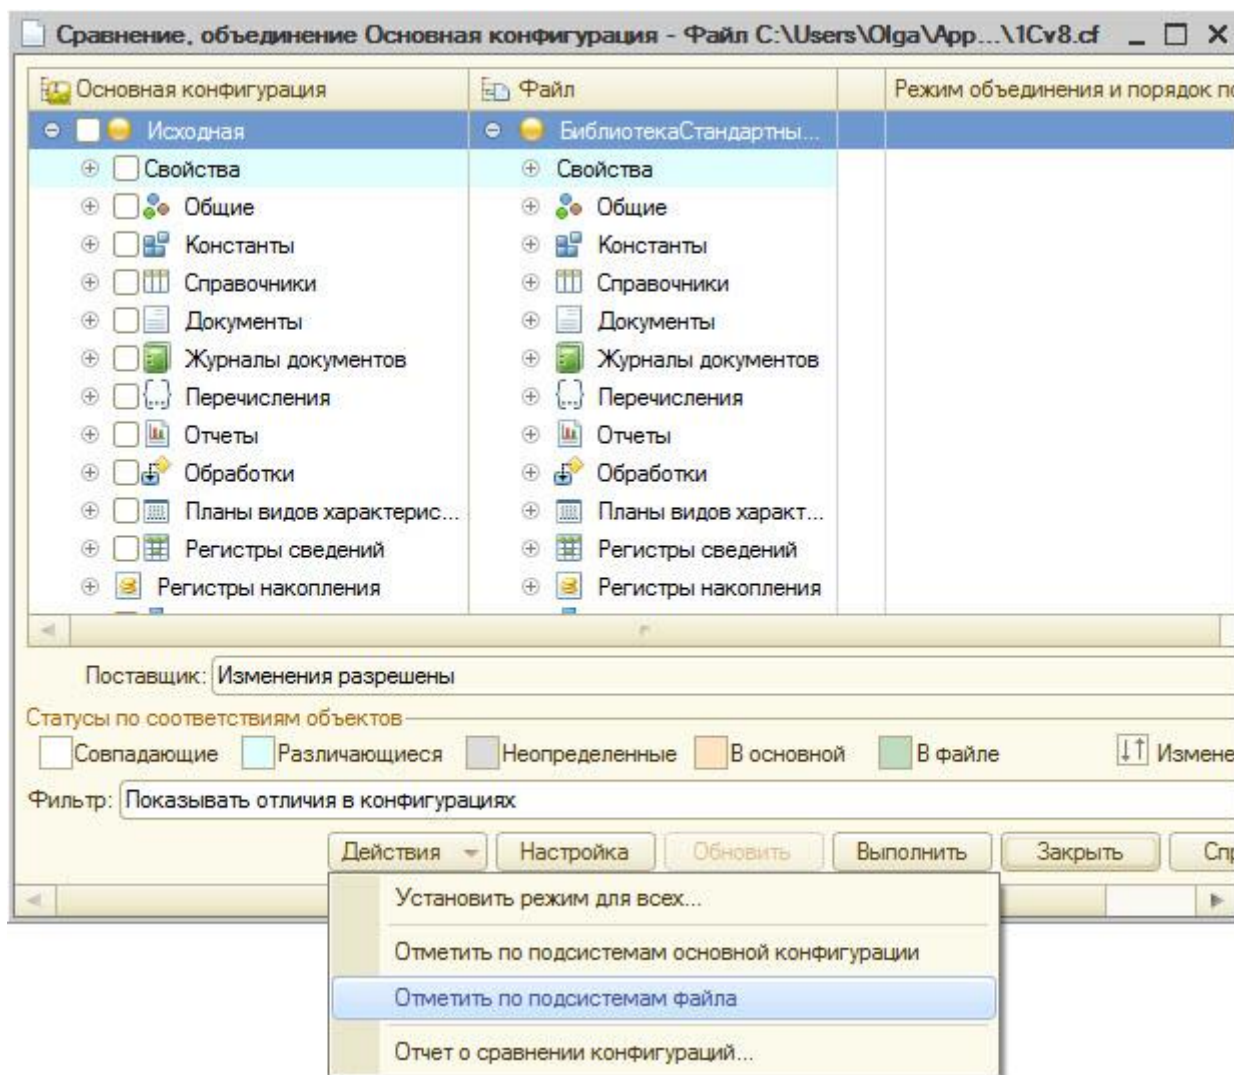 Сравнение, объединение Основная конфигурация - Файл C:\Users\Olga\App...\1Cv8.cf
Основная конфигурация Файл Режим объединения и порядок
Исходная БиблиотекаСтандартны...
Свойства Свойства
Общие Общие
Константы Константы
Справочники Справочники
Документы Документы
Журналы документов Журналы документов
Перечисления Перечисления
Отчеты Отчеты
Обработки Обработки
Планы видов характерис... Планы видов характ...
Регистры сведений Регистры сведений
Регистры накопления Регистры накопления
Поставщик: Изменения разрешены
Статусы по соответствиям объектов
Совпадающие Различающиеся Неопределенные В основной В файле Измене
Фильтр: Показывать отличия в конфигурациях
Действия Настройка Обновить Выполнить Закрыть Спр
Установить режим для всех...
Отметить по подсистемам основной конфигурации
Отметить по подсистемам файла
Отчет о сравнении конфигураций...